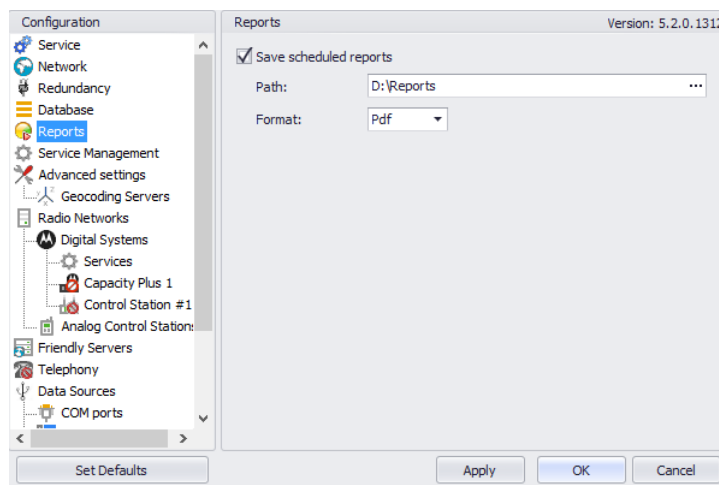 Configuration
Service
Network
Redundancy
Database
Reports
Service Management
Advanced settings
Geocoding Servers
Radio Networks
Digital Systems
Services
Capacity Plus 1
Control Station #1
Analog Control Station
Friendly Servers
Telephony
Data Sources
COM ports
Set Defaults
Reports
Version: 5.2.0.1312
Save scheduled reports
Path:
D:\Reports
...
Format:
Pdf
Apply
OK
Cancel